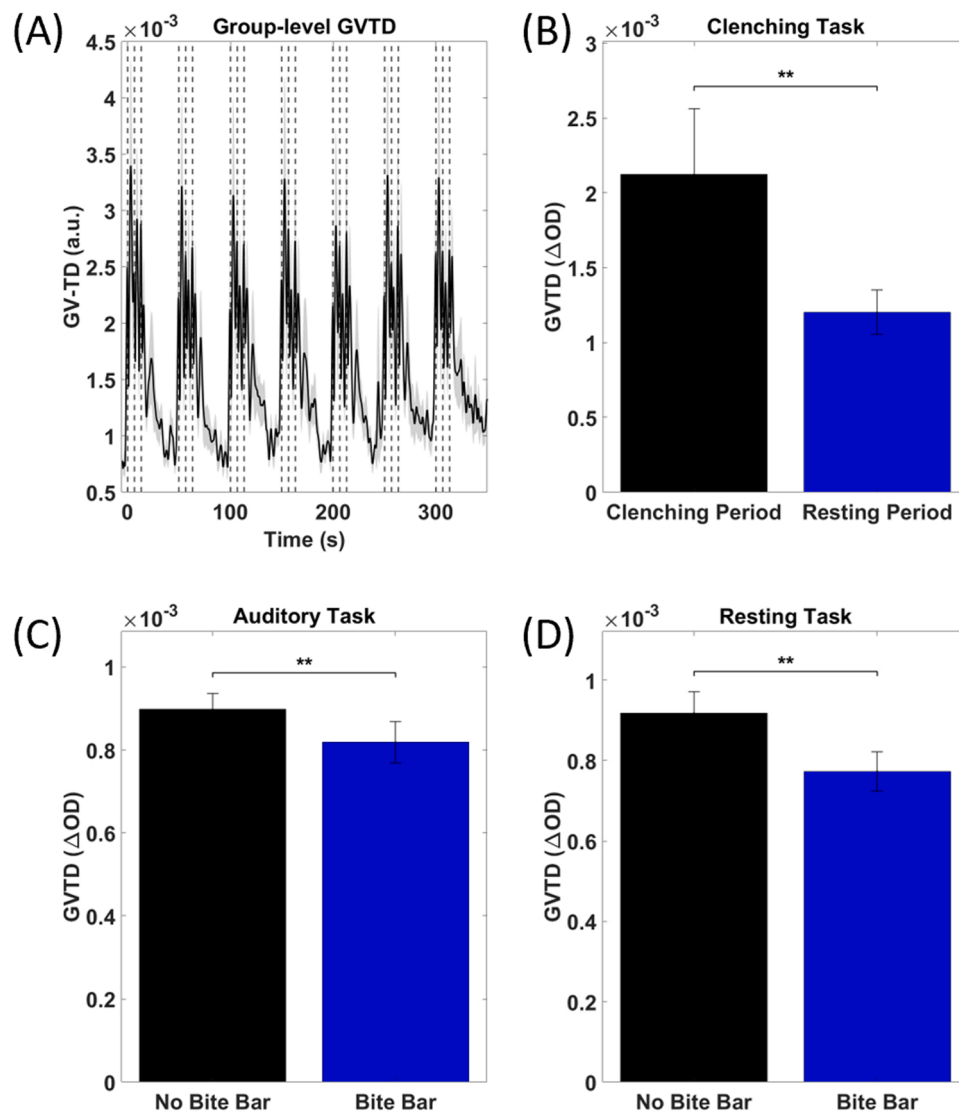 (A)
×10⁻³
Group-level GVTD
4.5
4
3.5
3
2.5
2
1.5
1
0.5
GV-TD (a.u.)
0
100
200
300
Time (s)
(B)
×10⁻³
Clenching Task
3
2.5
2
1.5
1
0.5
0
GVTD (△OD)
**
Clenching Period
Resting Period
(C)
×10⁻³
Auditory Task
1
0.8
0.6
0.4
0.2
0
GVTD (△OD)
**
No Bite Bar
Bite Bar
(D)
×10⁻³
Resting Task
1
0.8
0.6
0.4
0.2
0
GVTD (△OD)
**
No Bite Bar
Bite Bar